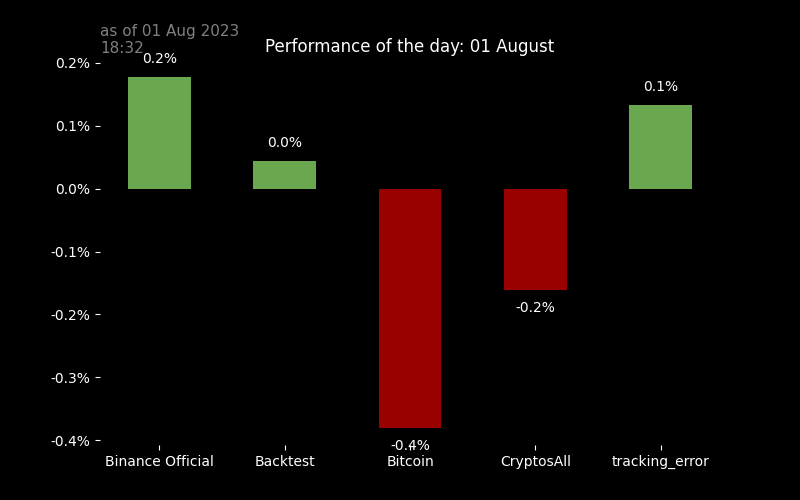 as of 01 Aug 2023
18:32
Performance of the day: 01 August
0.2%
0.1%
0.0%
-0.1%
-0.2%
-0.3%
-0.4%
0.2%
0.0%
-0.4%
-0.2%
0.1%
Binance Official
Backtest
Bitcoin
CryptosAll
tracking_error